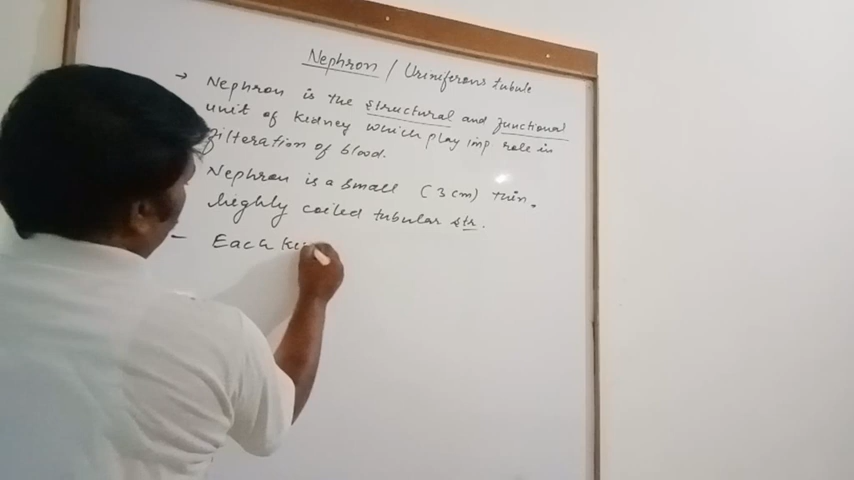 Nephron / Uriniferous tubule
→ Nephron is the structural and functional
unit of kidney which play imp role in
filteration of blood.
Nephron is a small (3 cm) thin,
highly coiled tubular str.
- Each Ki